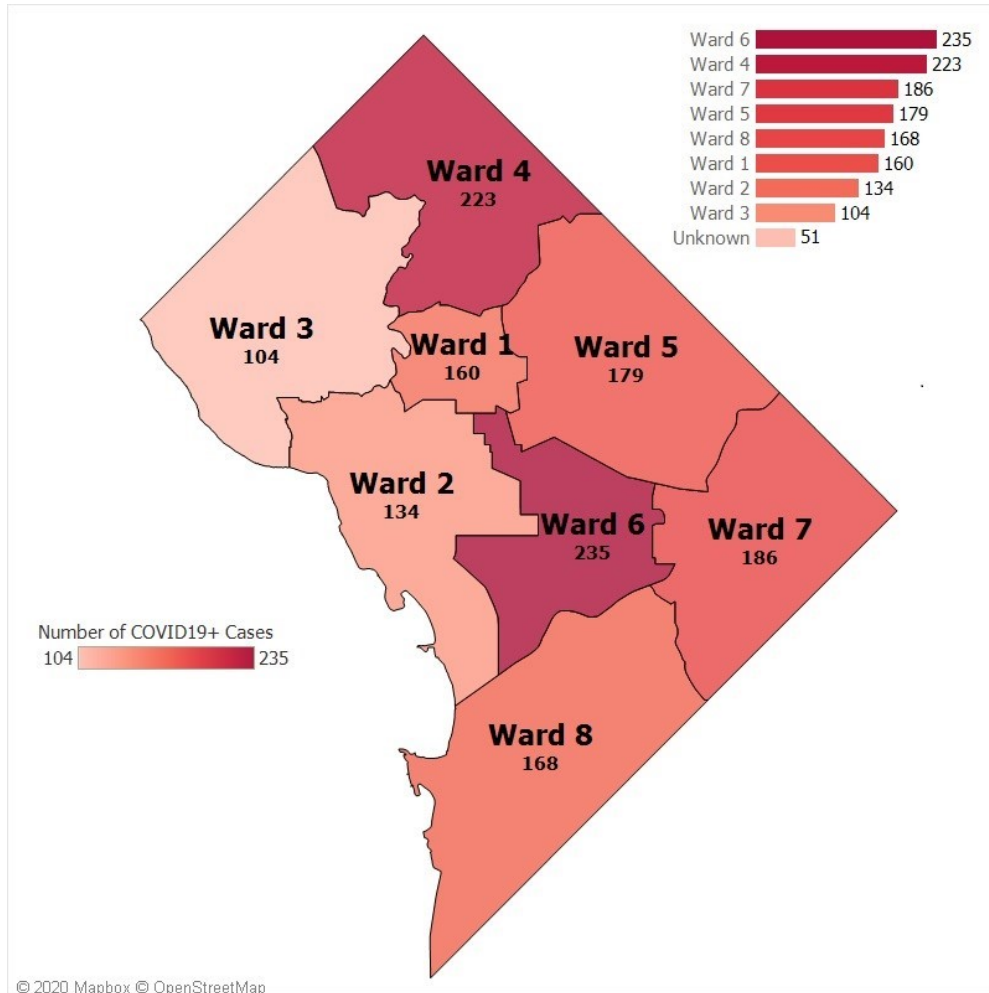 Ward 6 235
Ward 4 223
Ward 7 186
Ward 5 179
Ward 8 168
Ward 1 160
Ward 2 134
Ward 3 104
Unknown 51
Ward 4
223
Ward 3
104
Ward 1
160
Ward 5
179
Ward 2
134
Ward 6
235
Ward 7
186
Number of COVID19+ Cases
104 235
Ward 8
168
© 2020 Mapbox © OpenStreetMap